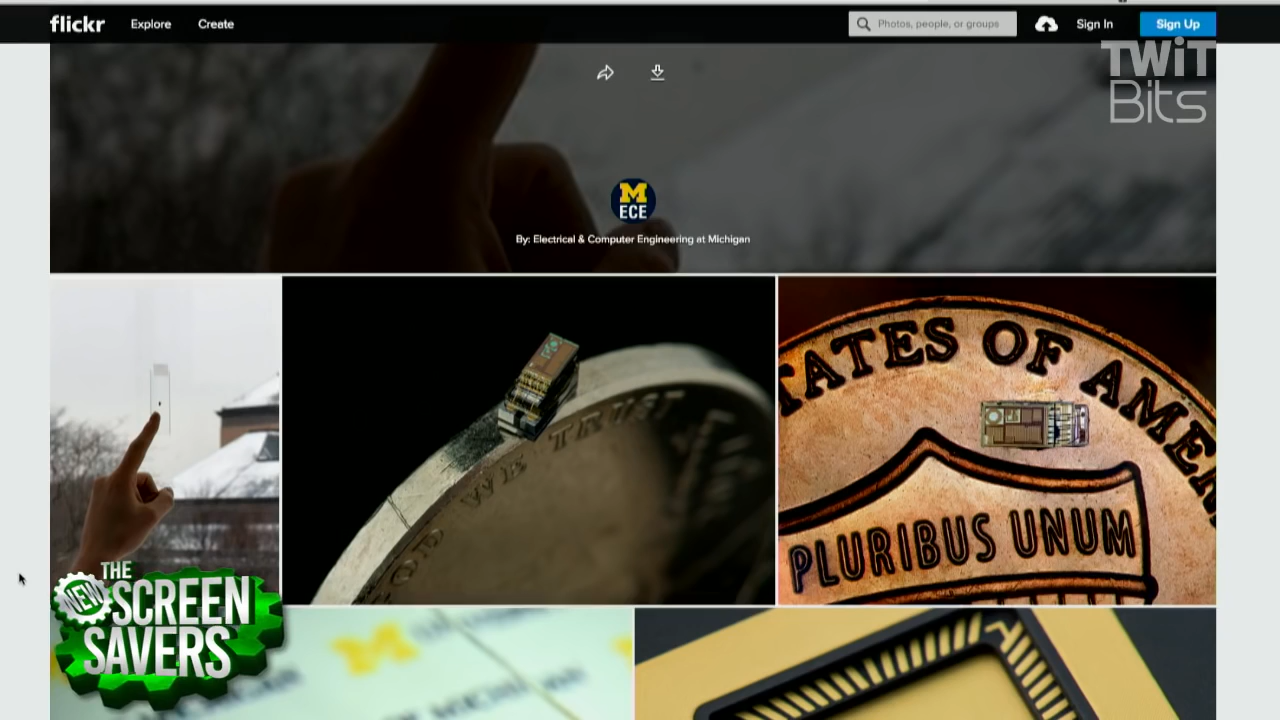 flickr
Explore
Create
Photos, people, or groups
Sign In
Sign Up
TWiT
Bits
M
ECE
By: Electrical & Computer Engineering at Michigan
WE TRUST
TATES OF AMER
PLURIBUS UNUM
THE
NEW
SCREEN
SAVERS
M